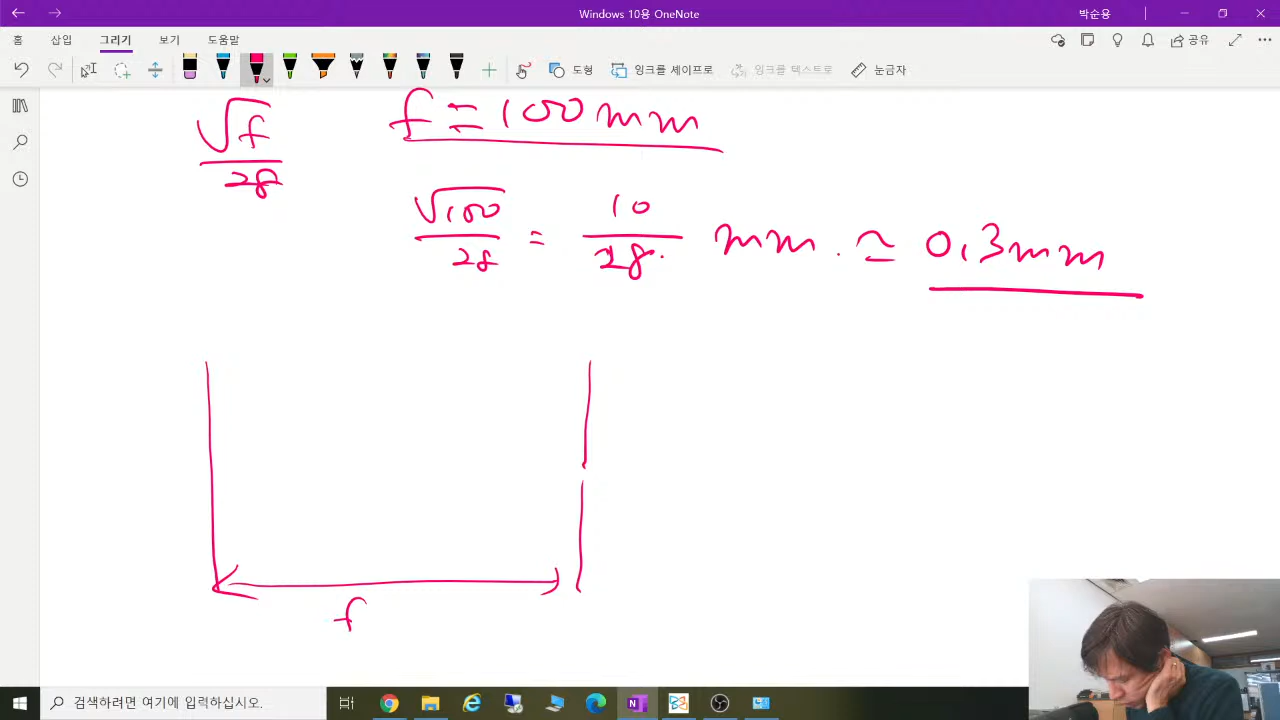 Windows 10용 OneNote
박순용
홈 삽입 그리기 보기 도움말
공유
도형 잉크를 셰이프로 잉크를 텍스트로 눈금자
√f/28 f = 100mm
√100/28 = 10/28 mm. ≃ 0.3mm
f
검색하려면 여기에 입력하십시오.